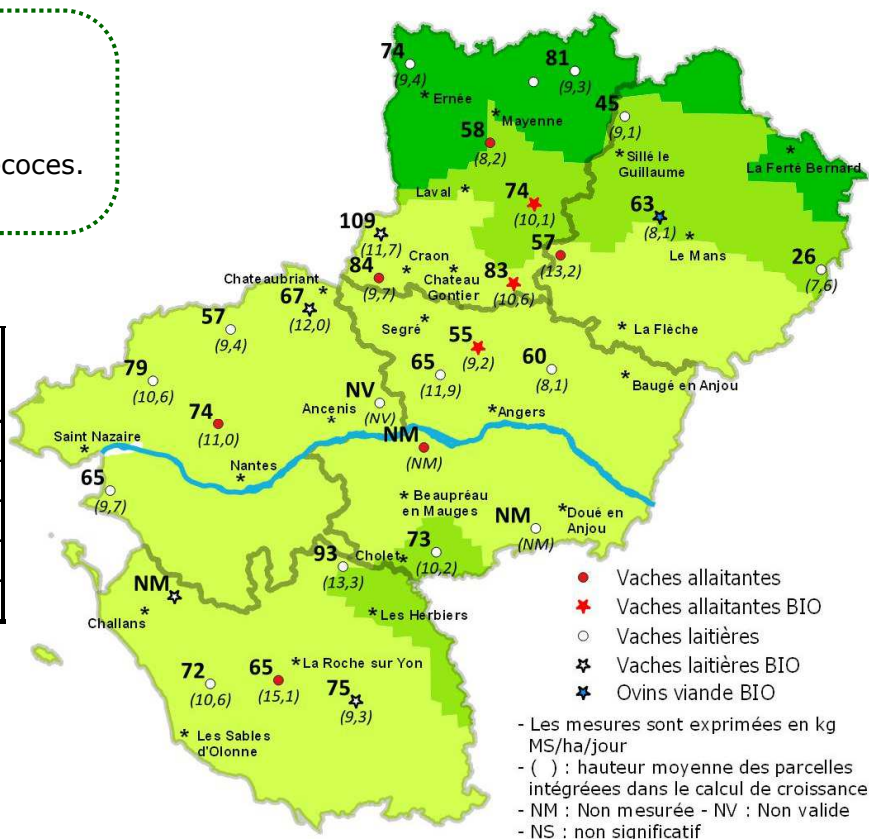 coces.
74
(9,4)
* Ernée
81
(9,3)
* Mayenne
58
(8,2)
45
(9,1)
* Sillé le
Guillaume
*
La Ferté Bernard
Laval *
74
(10,1)
63
(8,1)
*
Le Mans
109
(11,7)
84
(9,7)
* Craon
* Chateau
Gontier
83
(10,6)
57
(13,2)
26
(7,6)
Chateaubriant *
67
(12,0)
57
(9,4)
Segré *
55
(9,2)
65
(11,9)
60
(8,1)
* La Flèche
* Baugé en Anjou
79
(10,6)
74
(11,0)
NV
(NV)
Ancenis
*
* Angers
NM
(NM)
Saint Nazaire
*
Nantes
*
65
(9,7)
* Beaupréau
en Mauges
NM
(NM)
* Doué en
Anjou
73
(10,2)
Cholet *
93
(13,3)
NM
*
Challans
* Les Herbiers
72
(10,6)
65
(15,1)
* La Roche sur Yon
75
(9,3)
* Les Sables
d'Olonne
Vaches allaitantes
Vaches allaitantes BIO
Vaches laitières
Vaches laitières BIO
Ovins viande BIO
- Les mesures sont exprimées en kg
MS/ha/jour
- ( ) : hauteur moyenne des parcelles
intégréees dans le calcul de croissance
- NM : Non mesurée - NV : Non valide
- NS : non significatif